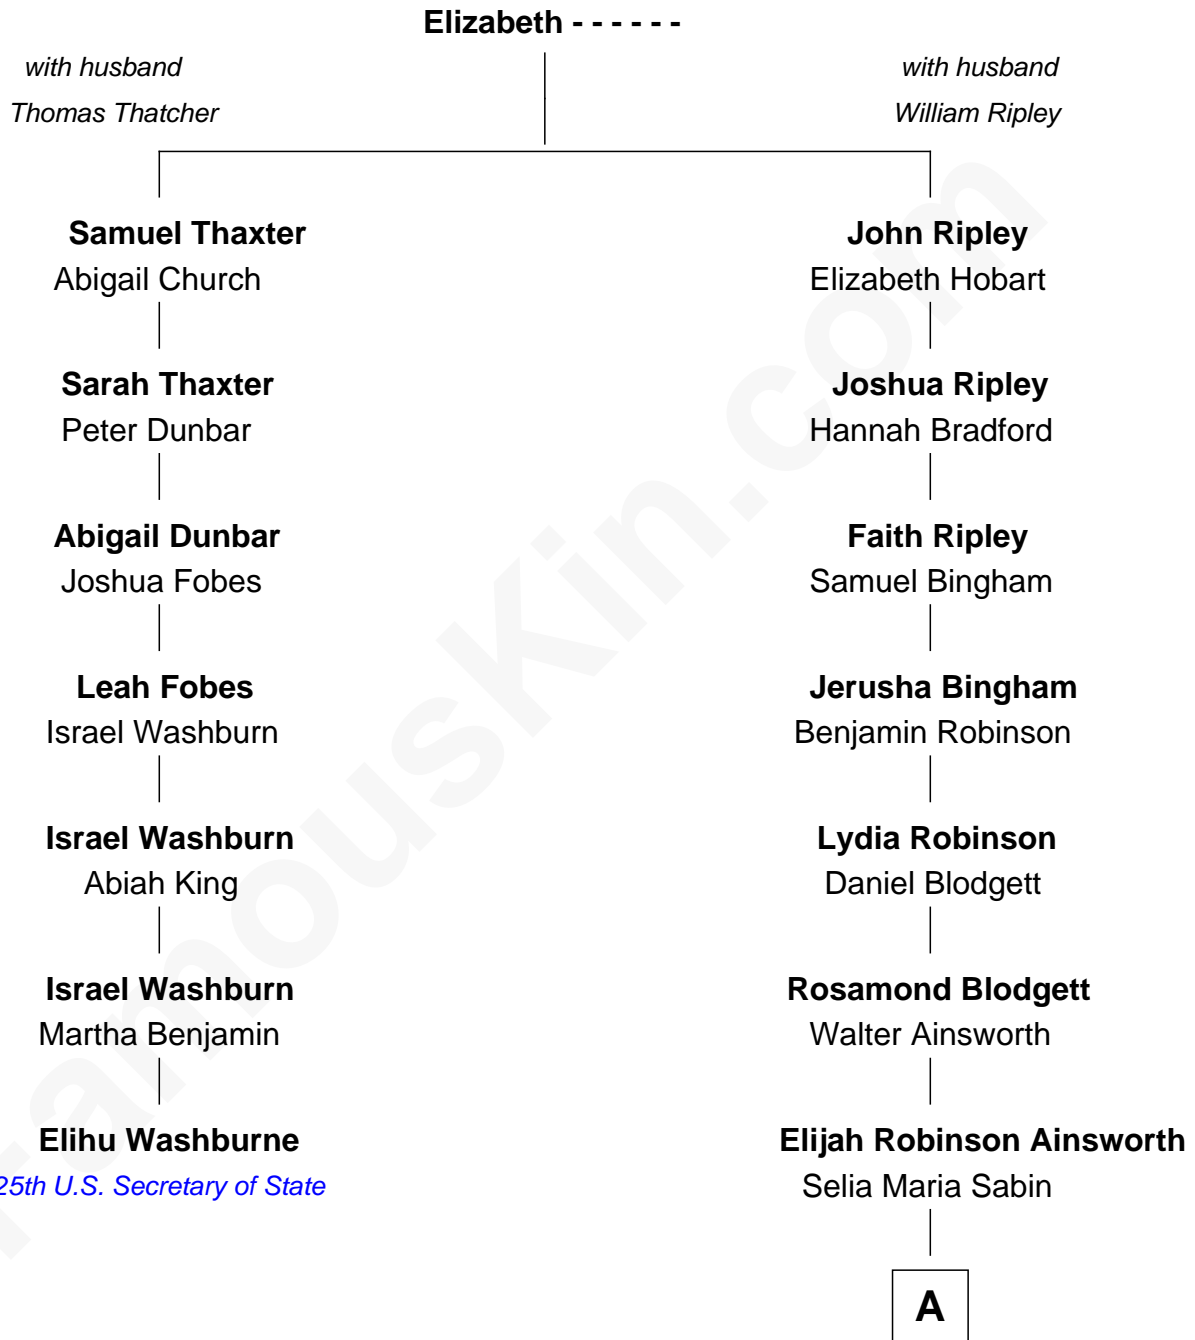 Elizabeth - - - - - -
with husband
Thomas Thatcher
with husband
William Ripley
Samuel Thaxter
Abigail Church
John Ripley
Elizabeth Hobart
Sarah Thaxter
Peter Dunbar
Joshua Ripley
Hannah Bradford
Abigail Dunbar
Joshua Fobes
Faith Ripley
Samuel Bingham
Leah Fobes
Israel Washburn
Jerusha Bingham
Benjamin Robinson
Israel Washburn
Abiah King
Lydia Robinson
Daniel Blodgett
Israel Washburn
Martha Benjamin
Rosamond Blodgett
Walter Ainsworth
Elihu Washburne
25th U.S. Secretary of State
Elijah Robinson Ainsworth
Selia Maria Sabin
A
FamousKin.com